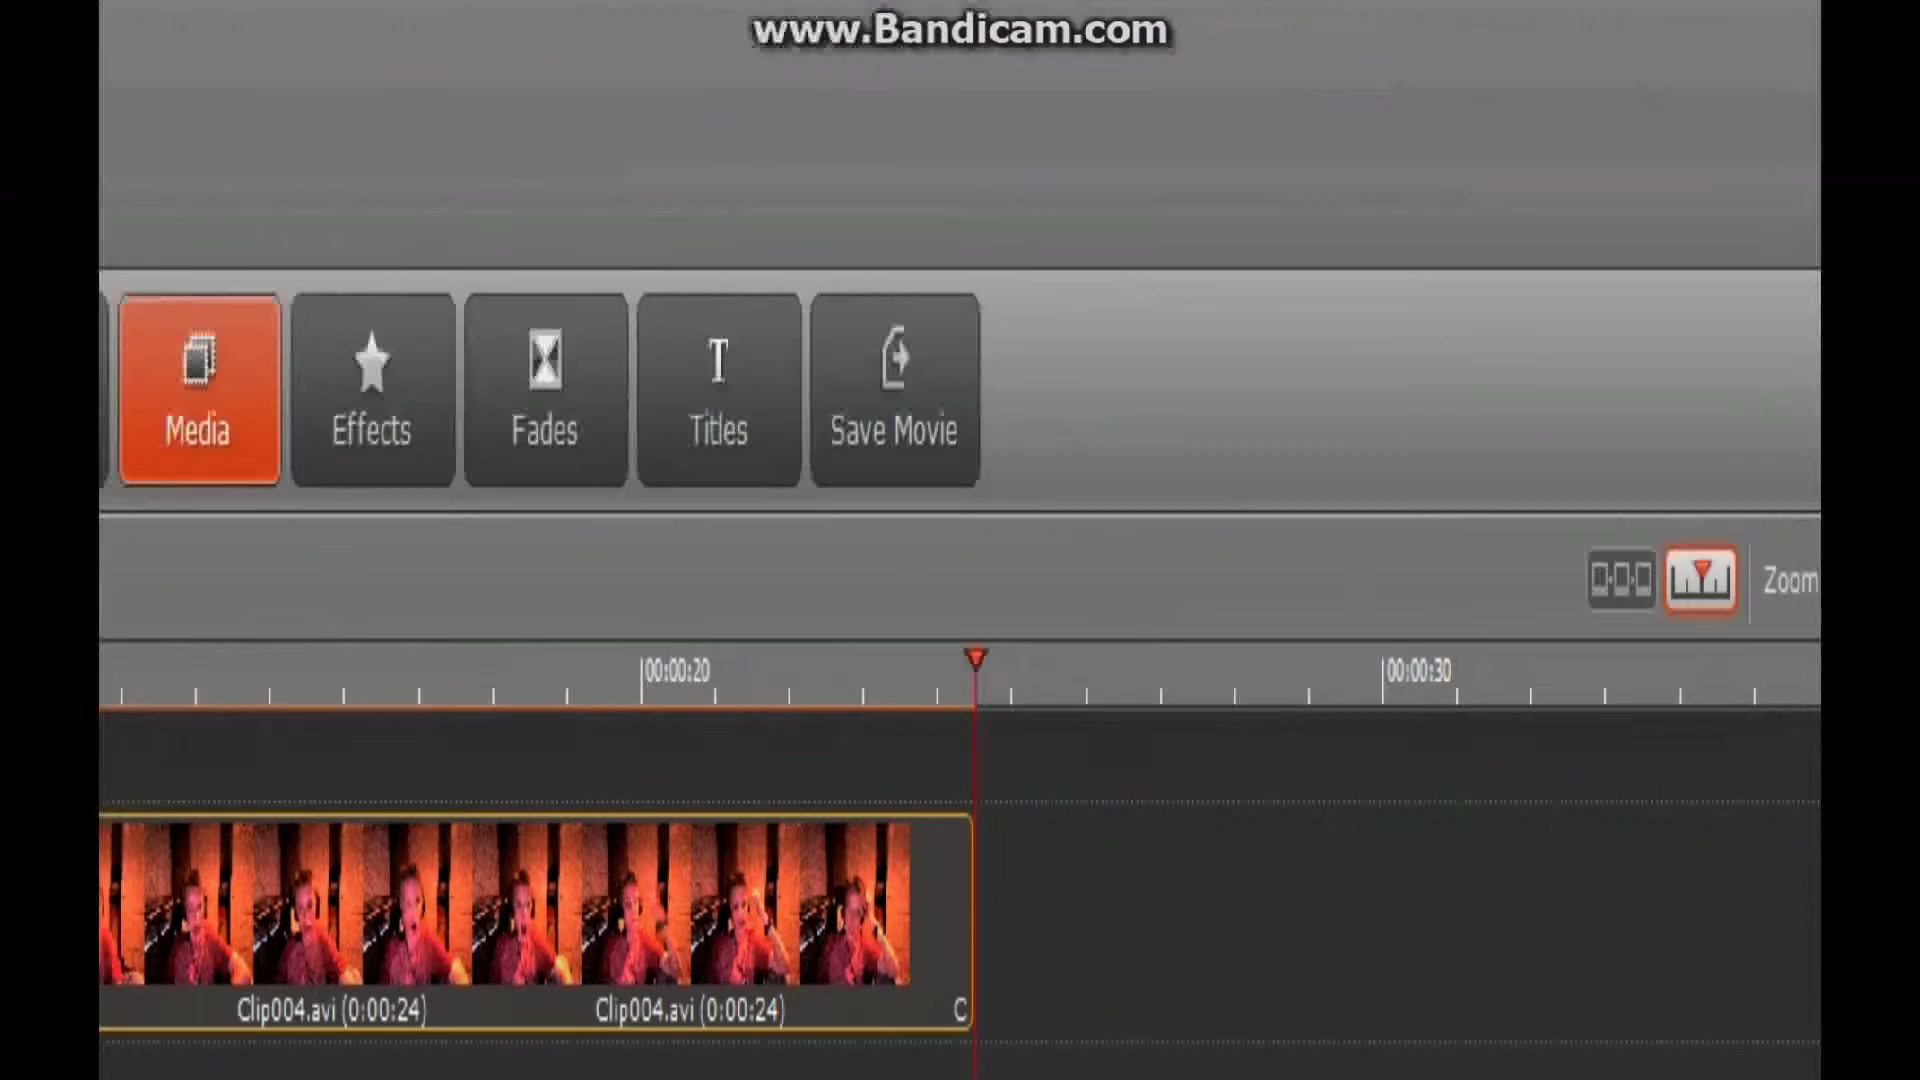 www.Bandicam.com
Media
Effects
Fades
T
Titles
Save Movie
Zoom
00:00:20
00:00:30
Clip004.avi (0:00:24)
Clip004.avi (0:00:24)
C